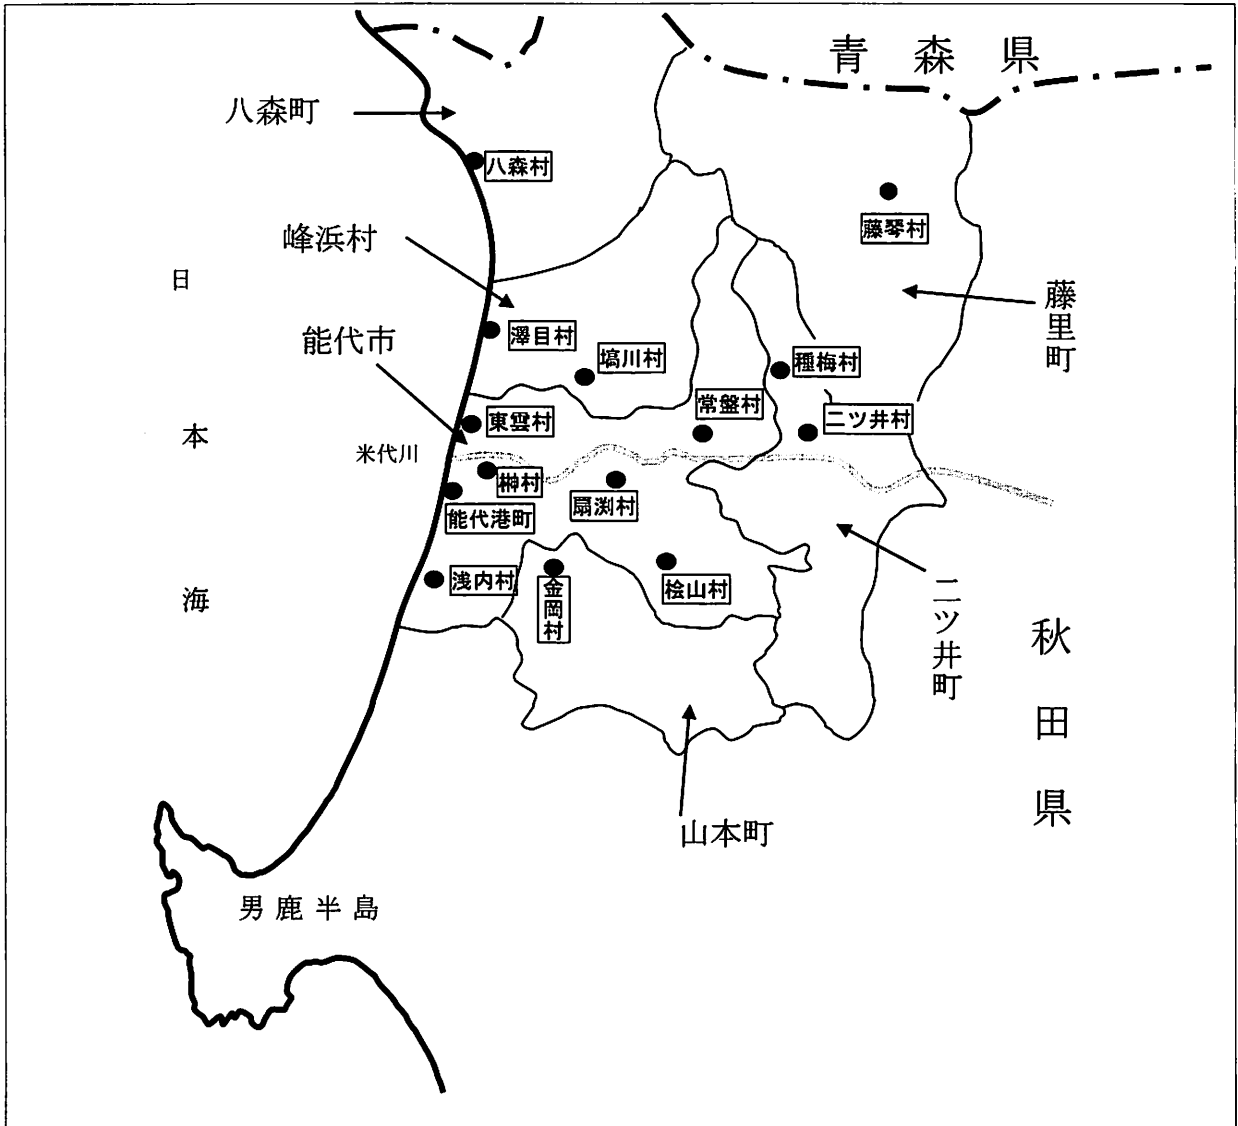 青森県
八森町
八森村
藤琴村
峰浜村
日本海
藤里町
能代市
澤目村
塙川村
種梅村
常盤村
東雲村
二ツ井村
米代川
榊村
扇渕村
能代港町
浅内村
金岡村
桧山村
二ツ井町
秋田県
山本町
男鹿半島